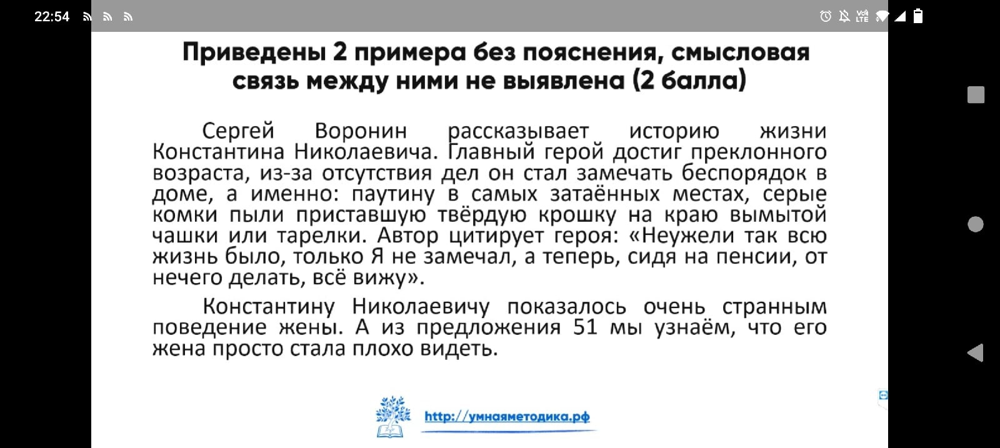 22:54
VoLTE
Приведены 2 примера без пояснения, смысловая
связь между ними не выявлена (2 балла)
Сергей Воронин рассказывает историю жизни
Константина Николаевича. Главный герой достиг преклонного
возраста, из-за отсутствия дел он стал замечать беспорядок в
доме, а именно: паутину в самых затаённых местах, серые
комки пыли приставшую твёрдую крошку на краю вымытой
чашки или тарелки. Автор цитирует героя: «Неужели так всю
жизнь было, только Я не замечал, а теперь, сидя на пенсии, от
нечего делать, всё вижу».
Константину Николаевичу показалось очень странным
поведение жены. А из предложения 51 мы узнаём, что его
жена просто стала плохо видеть.
http://умнаяметодика.рф